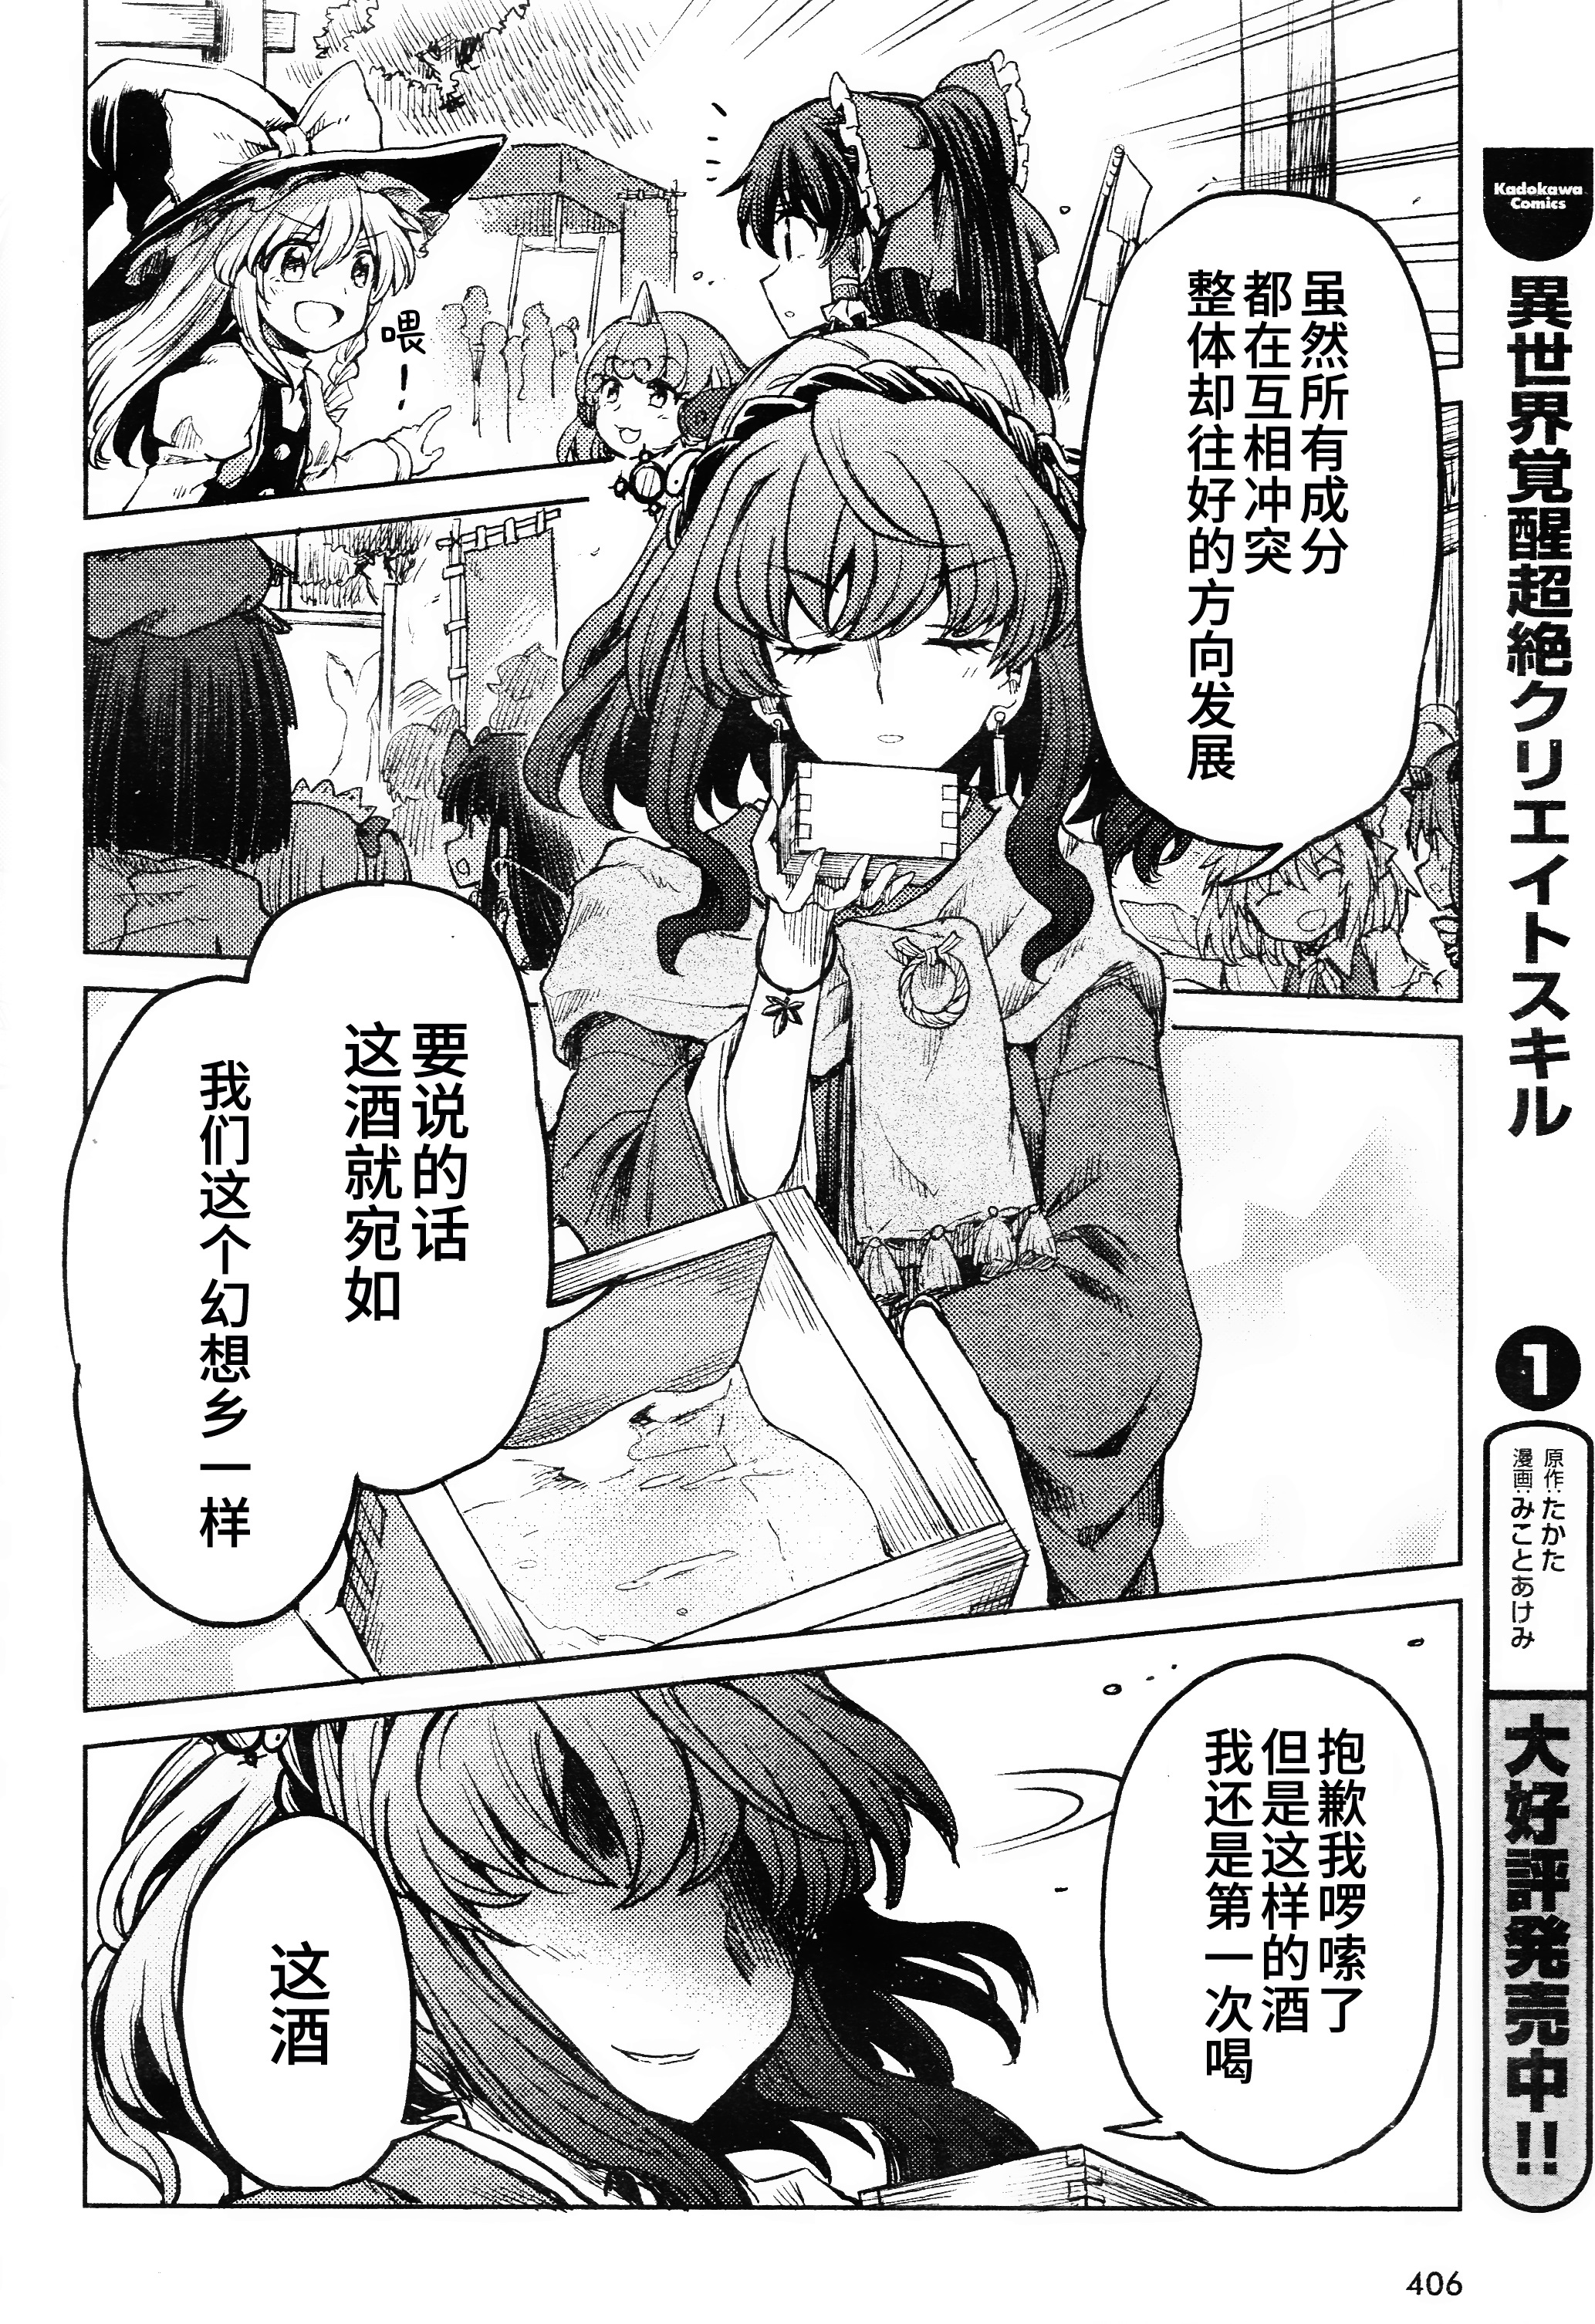 喂！
虽然所有成分
都在互相冲突
整体却往好的方向发展
要说的话
这酒就宛如
我们这个幻想乡一样
抱歉我啰嗦了
但是这样的酒
我还是第一次喝
这酒
Kadokawa
Comics
異世界覚醒超絶クリエイトスキル
1
原作:たかた
漫画:みことあけみ
大好評発売中!!
406